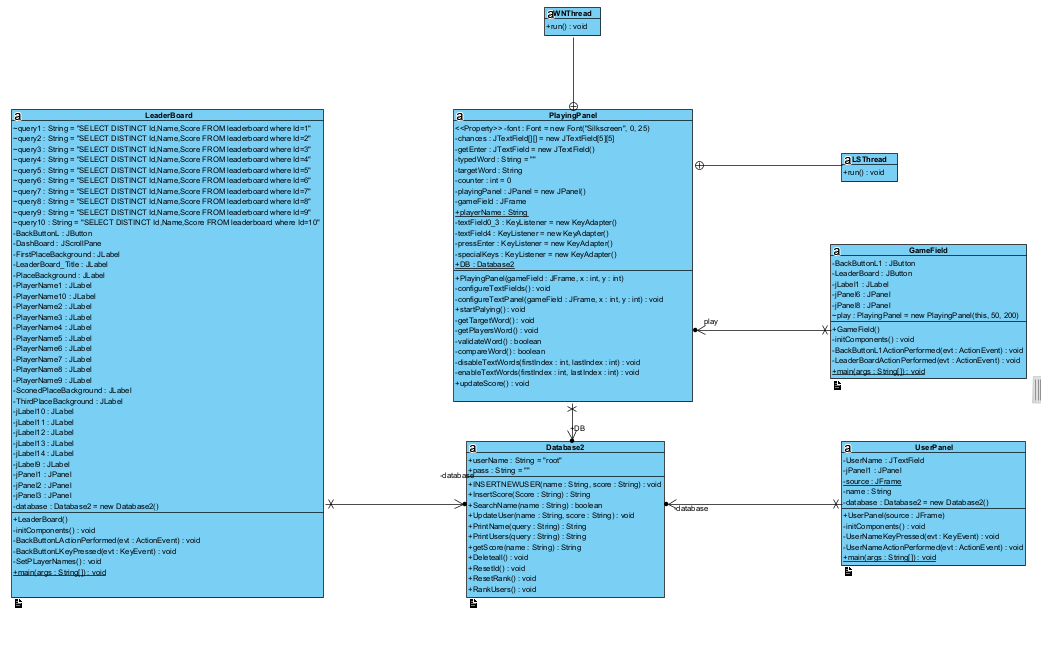 WNThread
+run() : void
LeaderBoard
~query1 : String = "SELECT DISTINCT Id,Name,Score FROM leaderboard where Id=1"
~query2 : String = "SELECT DISTINCT Id,Name,Score FROM leaderboard where Id=2"
~query3 : String = "SELECT DISTINCT Id,Name,Score FROM leaderboard where Id=3"
~query4 : String = "SELECT DISTINCT Id,Name,Score FROM leaderboard where Id=4"
~query5 : String = "SELECT DISTINCT Id,Name,Score FROM leaderboard where Id=5"
~query6 : String = "SELECT DISTINCT Id,Name,Score FROM leaderboard where Id=6"
~query7 : String = "SELECT DISTINCT Id,Name,Score FROM leaderboard where Id=7"
~query8 : String = "SELECT DISTINCT Id,Name,Score FROM leaderboard where Id=8"
~query9 : String = "SELECT DISTINCT Id,Name,Score FROM leaderboard where Id=9"
~query10 : String = "SELECT DISTINCT Id,Name,Score FROM leaderboard where Id=10"
-BackButtonL : JButton
-DashBoard : JScrollPane
-FirstPlaceBackground : JLabel
-LeaderBoard_Title : JLabel
-PlaceBackground : JLabel
-PlayerName1 : JLabel
-PlayerName10 : JLabel
-PlayerName2 : JLabel
-PlayerName3 : JLabel
-PlayerName4 : JLabel
-PlayerName5 : JLabel
-PlayerName6 : JLabel
-PlayerName7 : JLabel
-PlayerName8 : JLabel
-PlayerName9 : JLabel
-SconedPlaceBackground : JLabel
-ThirdPlaceBackground : JLabel
-jLabel10 : JLabel
-jLabel11 : JLabel
-jLabel12 : JLabel
-jLabel13 : JLabel
-jLabel14 : JLabel
-jLabel9 : JLabel
-jPanel1 : JPanel
-jPanel2 : JPanel
-jPanel3 : JPanel
-database : Database2 = new Database2()
+LeaderBoard()
-initComponents() : void
-BackButtonLActionPerformed(evt : ActionEvent) : void
-BackButtonLKeyPressed(evt : KeyEvent) : void
-SetPLayerNames() : void
+main(args : String[]) : void
PlayingPanel
<<Property>> -font : Font = new Font("Silkscreen", 0, 25)
-chances : JTextField[][] = new JTextField[5][5]
-getEnter : JTextField = new JTextField()
-typedWord : String = ""
-targetWord : String
-counter : int = 0
-playingPanel : JPanel = new JPanel()
-gameField : JFrame
+playerName : String
-textField0_3 : KeyListener = new KeyAdapter()
-textField4 : KeyListener = new KeyAdapter()
-pressEnter : KeyListener = new KeyAdapter()
-specialKeys : KeyListener = new KeyAdapter()
+DB : Database2
+PlayingPanel(gameField : JFrame, x : int, y : int)
-configureTextFields() : void
-configureTextPanel(gameField : JFrame, x : int, y : int) : void
+startPalying() : void
-getTargetWord() : void
-getPlayersWord() : void
-validateWord() : boolean
-compareWord() : boolean
-disableTextWords(firstIndex : int, lastIndex : int) : void
-enableTextWords(firstIndex : int, lastIndex : int) : void
+updateScore() : void
LSThread
+run() : void
GameField
-BackButtonL1 : JButton
-LeaderBoard : JButton
-jLabel1 : JLabel
-jPanel6 : JPanel
-jPanel8 : JPanel
~play : PlayingPanel = new PlayingPanel(this, 50, 200)
+GameField()
-initComponents() : void
-BackButtonL1ActionPerformed(evt : ActionEvent) : void
-LeaderBoardActionPerformed(evt : ActionEvent) : void
+main(args : String[]) : void
play
+DB
-database
Database2
+userName : String = "root"
+pass : String = ""
+INSERTNEWUSER(name : String, score : String) : void
+InsertScore(Score : String) : String
+SearchName(name : String) : boolean
+UpdateUser(name : String, score : String) : void
+PrintName(query : String) : String
+PrintUsers(query : String) : String
+getScore(name : String) : String
+Deleteall() : void
+ResetId() : void
+ResetRank() : void
+RankUsers() : void
-database
UserPanel
-UserName : JTextField
-jPanel1 : JPanel
-source : JFrame
-name : String
-database : Database2 = new Database2()
+UserPanel(source : JFrame)
-initComponents() : void
-UserNameKeyPressed(evt : KeyEvent) : void
-UserNameActionPerformed(evt : ActionEvent) : void
+main(args : String[]) : void